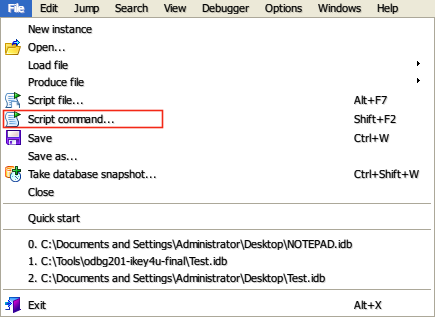 File Edit Jump Search View Debugger Options Windows Help
New instance
Open...
Load file
Produce file
Script file... Alt+F7
Script command... Shift+F2
Save Ctrl+W
Save as...
Take database snapshot... Ctrl+Shift+W
Close
Quick start
0. C:\Documents and Settings\Administrator\Desktop\NOTEPAD.idb
1. C:\Tools\odbg201-ikey4u-final\Test.idb
2. C:\Documents and Settings\Administrator\Desktop\Test.idb
Exit Alt+X